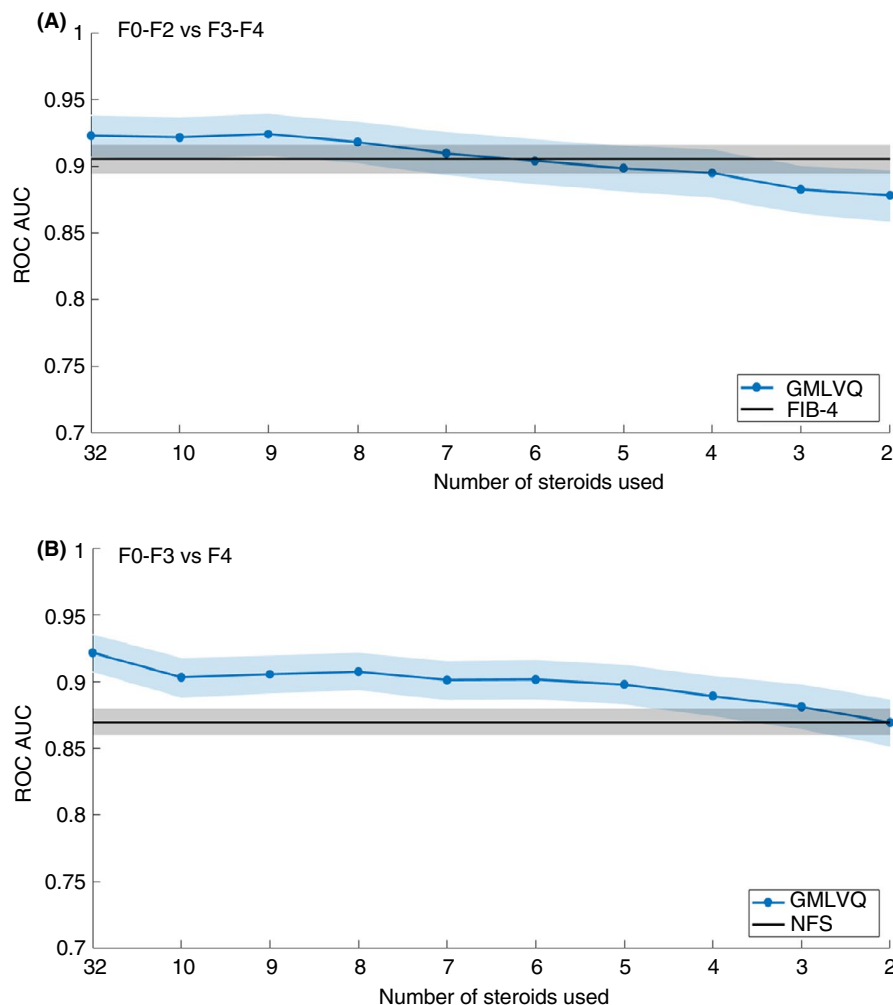 (A) F0-F2 vs F3-F4
1
0.95
0.9
0.85
0.8
0.75
0.7
ROC AUC
GMLVQ
FIB-4
32 10 9 8 7 6 5 4 3 2
Number of steroids used
(B) F0-F3 vs F4
1
0.95
0.9
0.85
0.8
0.75
0.7
ROC AUC
GMLVQ
NFS
32 10 9 8 7 6 5 4 3 2
Number of steroids used